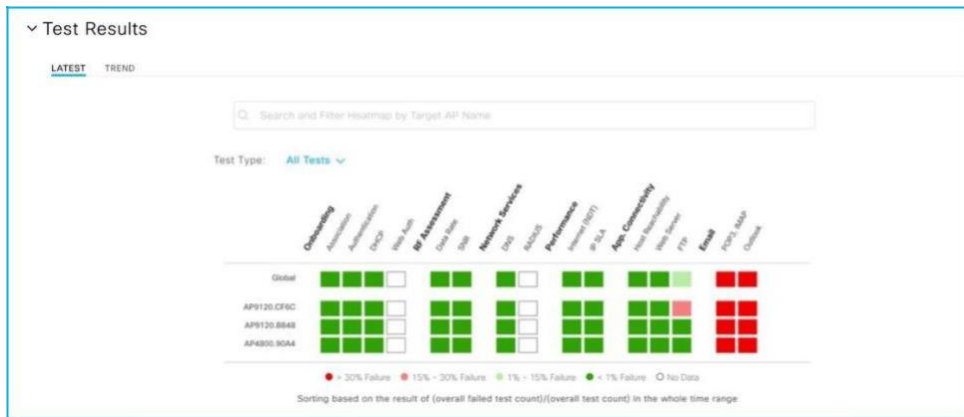 Test Results
LATEST TREND
Search and Filter Heatmap by Target AP Name
Test Type: All Tests
Onboarding
Association
Authentication
DHCP
Web Auth
RF Assessment
Data Rate
SNR
Network Services
DNS
RADIUS
Performance
Internet (NDT)
IP SLA
App. Connectivity
Host Reachability
Web Server
FTP
Email
POP3, IMAP
Outlook
Global
AP9120.CF6C
AP9120.B848
AP4800.90A4
> 30% Failure 15% - 30% Failure 1% - 15% Failure < 1% Failure No Data
Sorting based on the result of (overall failed test count)/(overall test count) in the whole time range